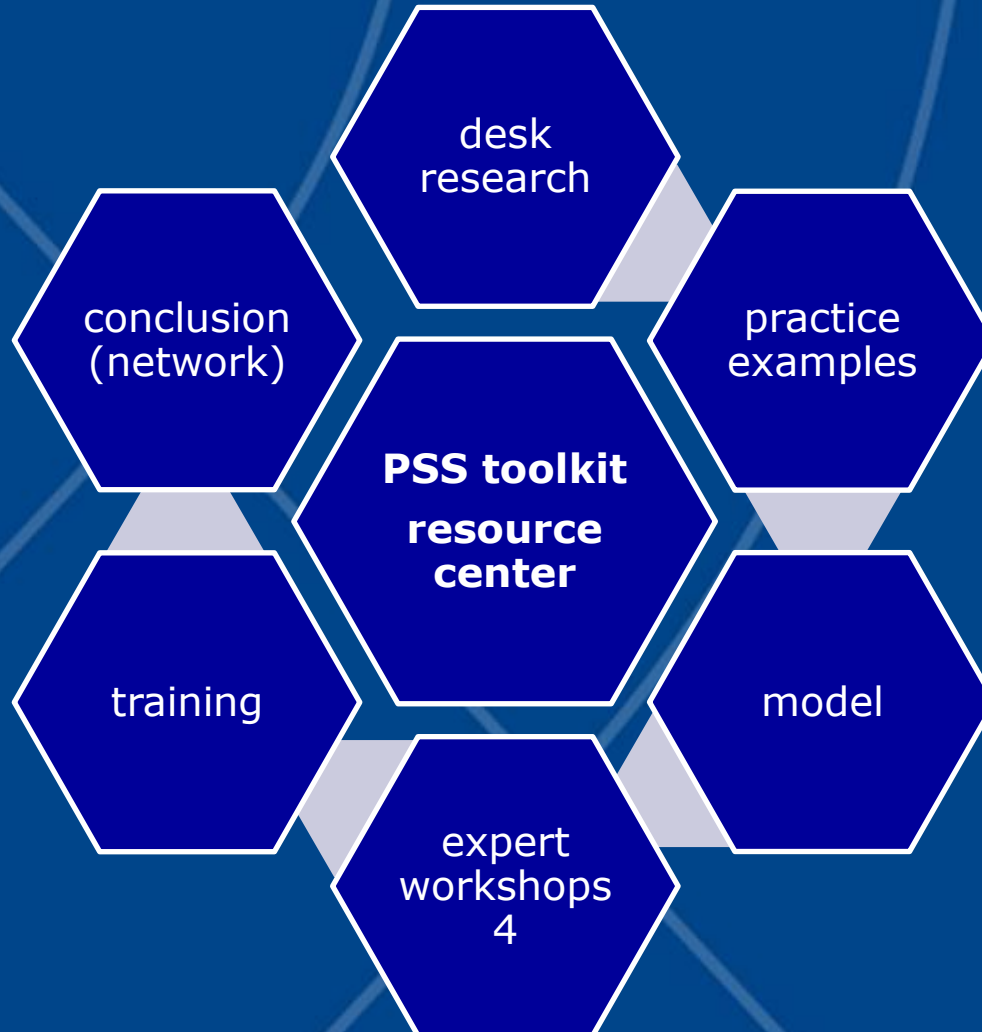 desk
research
practice
examples
model
expert
workshops
4
training
conclusion
(network)
PSS toolkit
resource
center